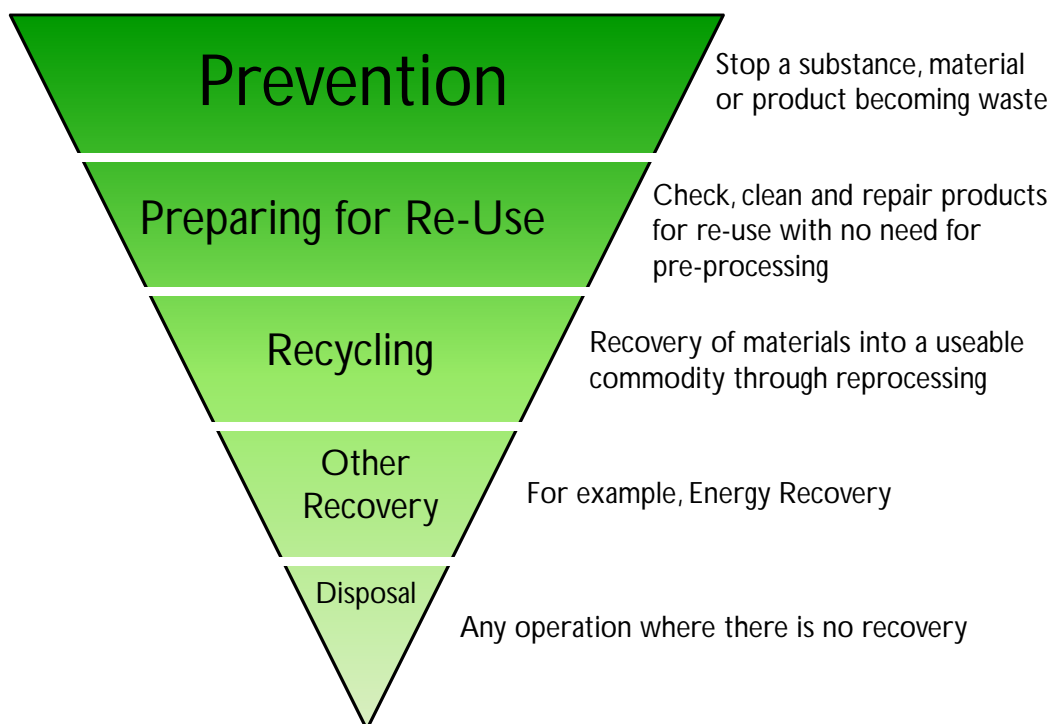 Prevention
Stop a substance, material
or product becoming waste
Preparing for Re-Use
Check, clean and repair products
for re-use with no need for
pre-processing
Recycling
Recovery of materials into a useable
commodity through reprocessing
Other
Recovery
For example, Energy Recovery
Disposal
Any operation where there is no recovery